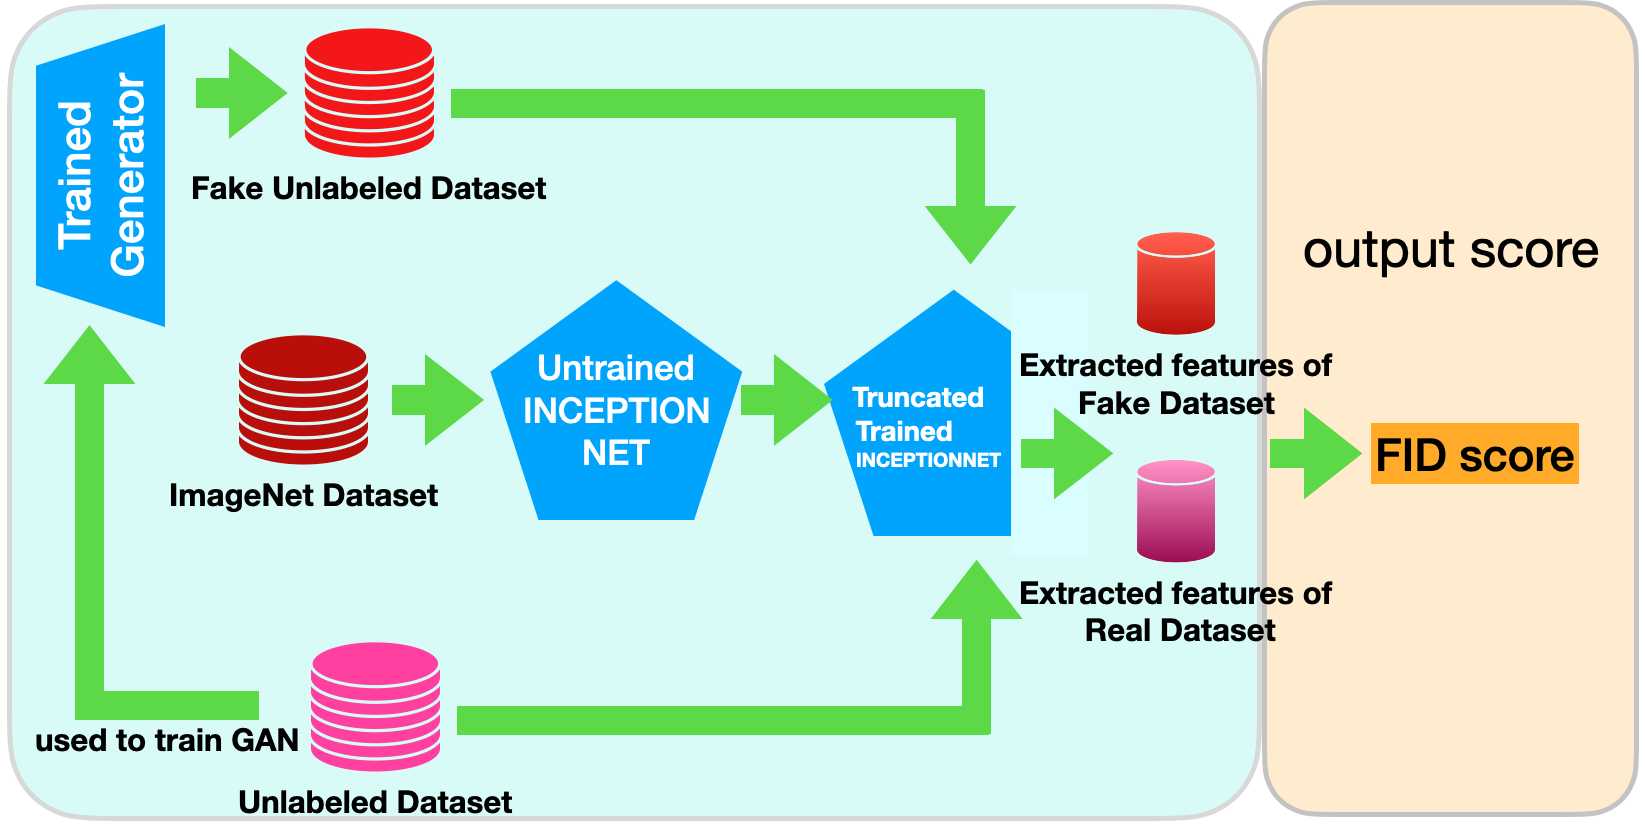 Trained
Generator
Fake Unlabeled Dataset
output score
Extracted features of
Fake Dataset
Untrained
INCEPTION
NET
Truncated
Trained
INCEPTIONNET
FID score
ImageNet Dataset
Extracted features of
Real Dataset
used to train GAN
Unlabeled Dataset